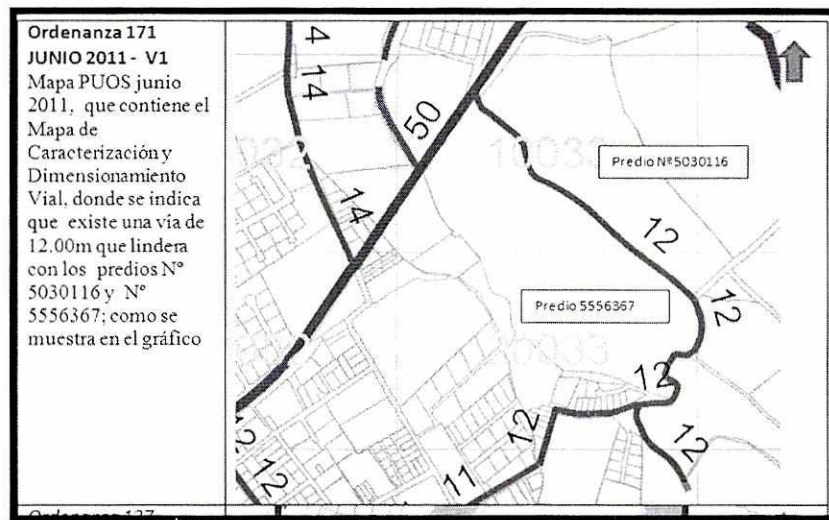 Ordenanza 171
JUNIO 2011 - V1
Mapa PUOS junio
2011, que contiene el
Mapa de
Caracterización y
Dimensionamiento
Vial, donde se indica
que existe una vía de
12.00m que lindera
con los predios N°
5030116 y N°
5556367; como se
muestra en el gráfico
4
14
14
50
10033
Predio Nº5030116
12
Predio 5556367
12
12
12
12
11
12
12